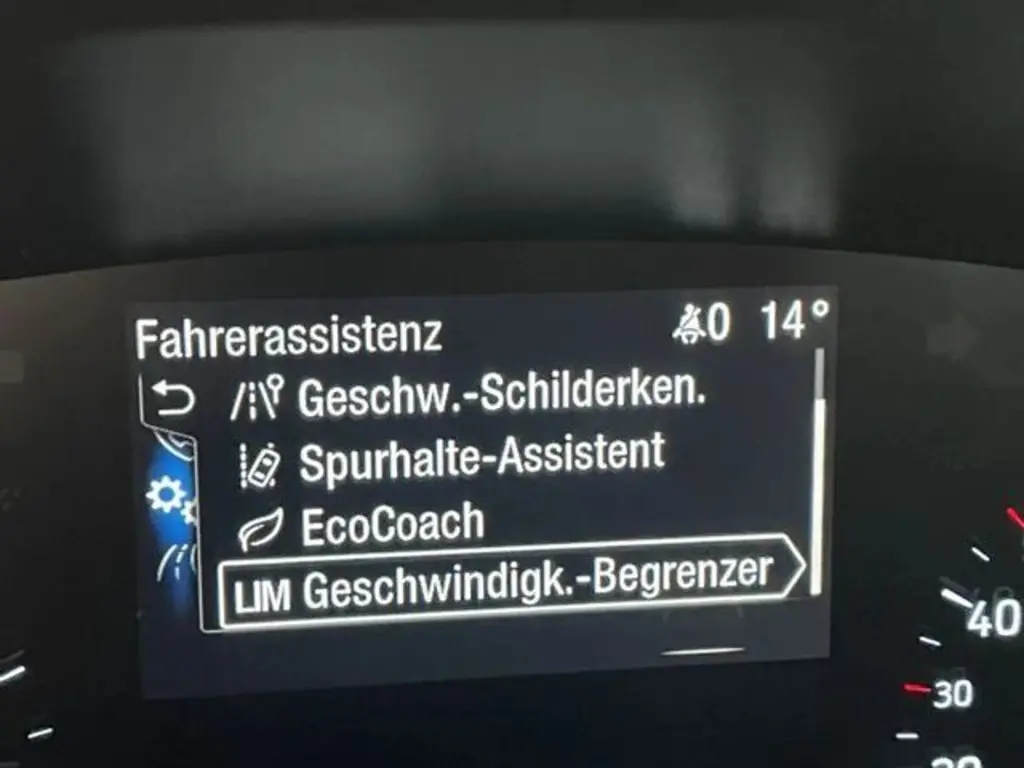 Fahrerassistenz 0 14°
Geschw.-Schilderken.
Spurhalte-Assistent
EcoCoach
LIM Geschwindigk.-Begrenzer
40
30